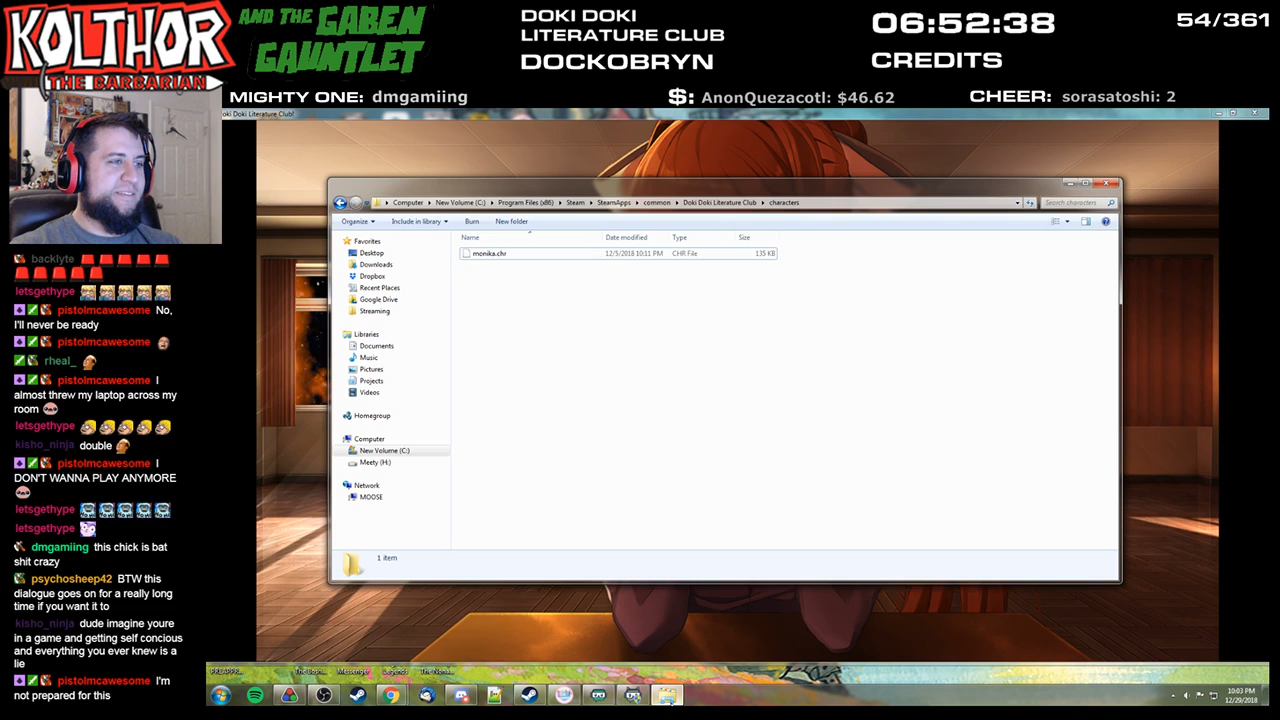 KOLTHOR
THE BARBARIAN
AND THE GABEN
GAUNTLET
DOKI DOKI
LITERATURE CLUB
DOCKOBRYN
06:52:38
CREDITS
54/361
MIGHTY ONE: dmgamiing
$: AnonQuezacotl: $46.62
CHEER: sorasatoshi: 2
oki Doki Literature Club!
Computer New Volume (C:) Program Files (x86) Steam SteamApps common Doki Doki Literature Club characters
Search characters
Organize Include in library Burn New folder
Name Date modified Type Size
monika.chr 12/5/2018 10:11 PM CHR File 135 KB
Favorites
Desktop
Downloads
Dropbox
Recent Places
Google Drive
Streaming
Libraries
Documents
Music
Pictures
Projects
Videos
Homegroup
Computer
New Volume (C:)
Meety (H:)
Network
MOOSE
1 item
backlyte
letsgethype
pistolmcawesome No,
I'll never be ready
pistolmcawesome
rheal_
pistolmcawesome I
almost threw my laptop across my
room
letsgethype
kisho_ninja double
pistolmcawesome I
DON'T WANNA PLAY ANYMORE
letsgethype
letsgethype
dmgamiing this chick is bat
shit crazy
psychosheep42 BTW this
dialogue goes on for a really long
time if you want it to
kisho_ninja dude imagine youre
in a game and getting self concious
and everything you ever knew is a
lie
pistolmcawesome I'm
not prepared for this
Messenger Legends
10:03 PM
12/29/2018